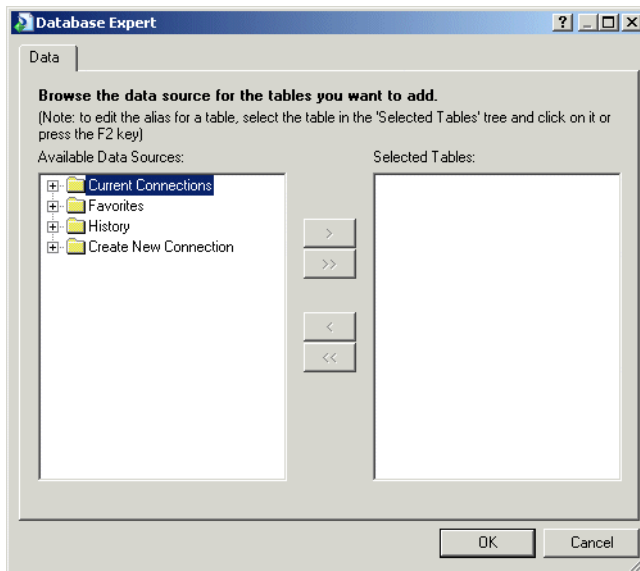 Database Expert
Data
Browse the data source for the tables you want to add.
(Note: to edit the alias for a table, select the table in the 'Selected Tables' tree and click on it or
press the F2 key)
Available Data Sources:
Selected Tables:
Current Connections
Favorites
History
Create New Connection
>
>>
<
<<
OK
Cancel